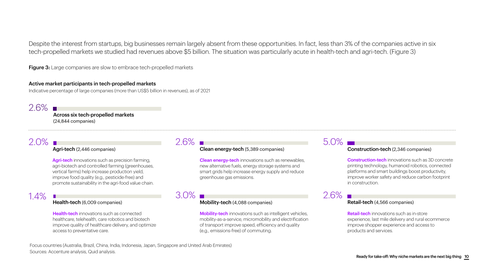 Despite the interest from startups, big businesses remain largely absent from these opportunities. In fact, less than 3% of the companies active in six
tech-propelled markets we studied had revenues above $5 billion. The situation was particularly acute in health-tech and agri-tech. (Figure 3)
Figure 3: Large companies are slow to embrace tech-propelled markets
Active market participants in tech-propelled markets
Indicative percentage of large companies (more than US$5 billion in revenues), as of 2021
2.6%
Across six tech-propelled markets
(24,844 companies)
2.0%
Agri-tech (2,446 companies)
Agri-tech innovations such as precision farming,
agri-biotech and controlled farming (greenhouses,
vertical farms) help increase production yield,
improve food quality (e.g., pesticide-free) and
promote sustainability in the agri-food value chain.
2.6%
Clean energy-tech (5,389 companies)
Clean energy-tech innovations such as renewables,
new alternative fuels, energy storage systems and
smart grids help increase energy supply and reduce
greenhouse gas emissions.
5.0%
Construction-tech (2,346 companies)
Construction-tech innovations such as 3D concrete
printing technology, humanoid robotics, connected
platforms and smart buildings boost productivity,
improve worker safety and reduce carbon footprint
in construction.
1.4%
Health-tech (6,009 companies)
Health-tech innovations such as connected
healthcare, telehealth, care robotics and biotech
improve quality of healthcare delivery, and optimize
access to preventative care.
3.0%
Mobility-tech (4,088 companies)
Mobility-tech innovations such as intelligent vehicles,
mobility-as-a-service, micromobility and electrification
of transport improve speed, efficiency and quality
(e.g., emissions-free) of commuting.
2.6%
Retail-tech (4,566 companies)
Retail-tech innovations such as in-store
experience, last mile delivery and rural ecommerce
improve shopper experience and access to
products and services.
Focus countries (Australia, Brazil, China, India, Indonesia, Japan, Singapore and United Arab Emirates)
Sources: Accenture analysis, Quid analysis.
Ready for take-off: Why niche markets are the next big thing 10